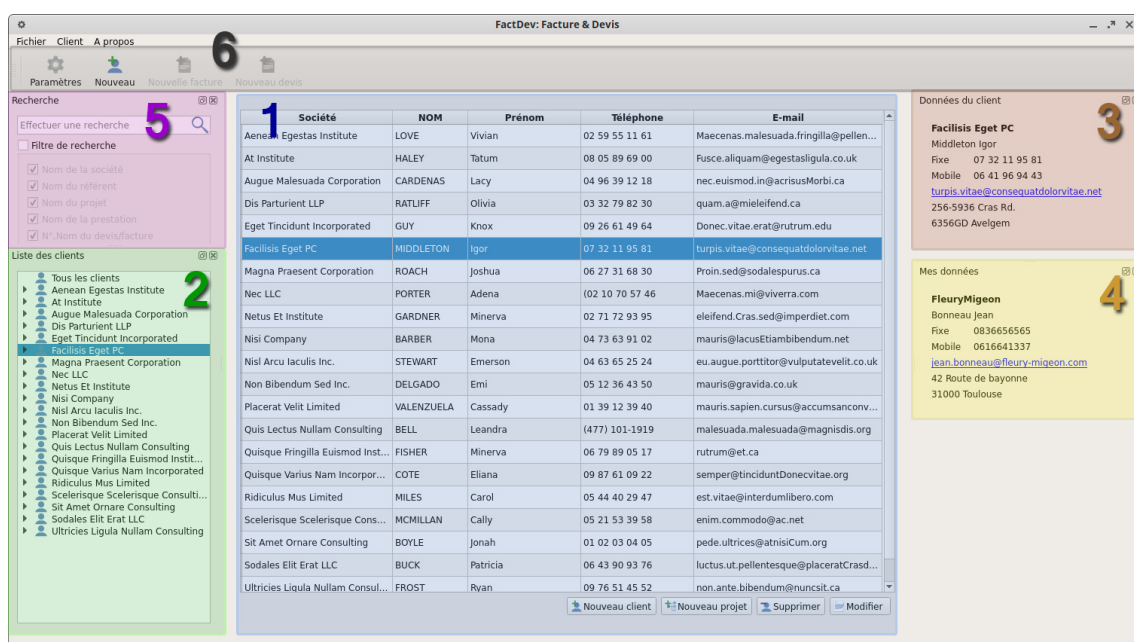 FactDev: Facture & Devis
Fichier Client A propos
6
Paramètres Nouveau Nouvelle facture Nouveau devis
Recherche
5
Effectuer une recherche
Filtre de recherche
Nom de la société
Nom du référent
Nom du projet
Nom de la prestation
N°,Nom du devis/facture
Liste des clients
2
Tous les clients
Aenean Egestas Institute
At Institute
Augue Malesuada Corporation
Dis Parturient LLP
Eget Tincidunt Incorporated
Facilisis Eget PC
Magna Praesent Corporation
Nec LLC
Netus Et Institute
Nisi Company
Nisl Arcu Iaculis Inc.
Non Bibendum Sed Inc.
Placerat Velit Limited
Quis Lectus Nullam Consulting
Quisque Fringilla Euismod Instit...
Quisque Varius Nam Incorporated
Ridiculus Mus Limited
Scelerisque Scelerisque Consulti...
Sit Amet Ornare Consulting
Sodales Elit Erat LLC
Ultricies Ligula Nullam Consulting
1
Société NOM Prénom Téléphone E-mail
Aenean Egestas Institute LOVE Vivian 02 59 55 11 61 Maecenas.malesuada.fringilla@pellen...
At Institute HALEY Tatum 08 05 89 69 00 Fusce.aliquam@egestasligula.co.uk
Augue Malesuada Corporation CARDENAS Lacy 04 96 39 12 18 nec.euismod.in@acrisusMorbi.ca
Dis Parturient LLP RATLIFF Olivia 03 32 79 82 30 quam.a@mieleifend.ca
Eget Tincidunt Incorporated GUY Knox 09 26 61 49 64 Donec.vitae.erat@rutrum.edu
Facilisis Eget PC MIDDLETON Igor 07 32 11 95 81 turpis.vitae@consequatdolorvitae.net
Magna Praesent Corporation ROACH Joshua 06 27 31 68 30 Proin.sed@sodalespurus.ca
Nec LLC PORTER Adena (02 10 70 57 46 Maecenas.mi@viverra.com
Netus Et Institute GARDNER Minerva 02 71 72 93 95 eleifend.Cras.sed@imperdiet.com
Nisi Company BARBER Mona 04 73 63 91 02 mauris@lacusEtiambibendum.net
Nisl Arcu Iaculis Inc. STEWART Emerson 04 63 65 25 24 eu.augue.porttitor@vulputatevelit.co.uk
Non Bibendum Sed Inc. DELGADO Emi 05 12 36 43 50 mauris@gravida.co.uk
Placerat Velit Limited VALENZUELA Cassady 01 39 12 39 40 mauris.sapien.cursus@accumsanconv...
Quis Lectus Nullam Consulting BELL Leandra (477) 101-1919 malesuada.malesuada@magnisdis.org
Quisque Fringilla Euismod Inst... FISHER Minerva 06 79 89 05 17 rutrum@et.ca
Quisque Varius Nam Incorpor... COTE Eliana 09 87 61 09 22 semper@tinciduntDonecvitae.org
Ridiculus Mus Limited MILES Carol 05 44 40 29 47 est.vitae@interdumlibero.com
Scelerisque Scelerisque Cons... MCMILLAN Cally 05 21 53 39 58 enim.commodo@ac.net
Sit Amet Ornare Consulting BOYLE Jonah 01 02 03 04 05 pede.ultrices@atnisiCum.org
Sodales Elit Erat LLC BUCK Patricia 06 43 90 93 76 luctus.ut.pellentesque@placeratCrasd...
Ultricies Ligula Nullam Consul... FROST Ryan 09 76 51 45 52 non.ante.bibendum@nuncsit.ca
Nouveau client Nouveau projet Supprimer Modifier
Données du client
3
Facilisis Eget PC
Middleton Igor
Fixe 07 32 11 95 81
Mobile 06 41 96 94 43
turpis.vitae@consequatdolorvitae.net
256-5936 Cras Rd.
6356GD Avelgem
Mes données
4
FleuryMigeon
Bonneau Jean
Fixe 0836656565
Mobile 0616641337
jean.bonneau@fleury-migeon.com
42 Route de bayonne
31000 Toulouse